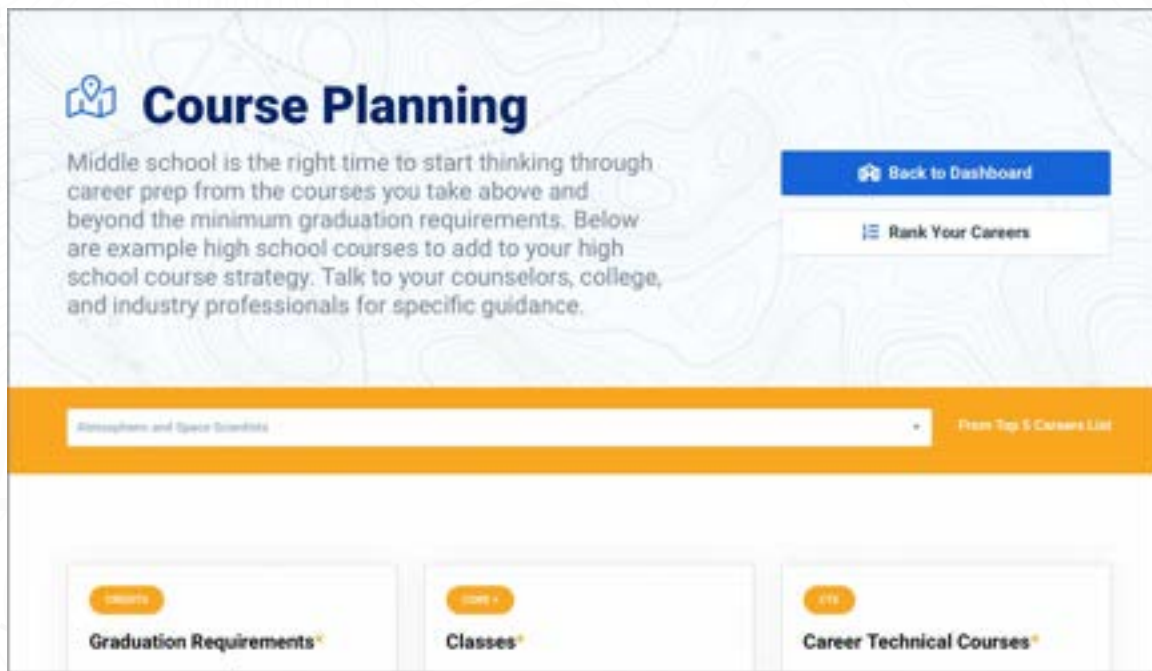 Course Planning
Middle school is the right time to start thinking through
career prep from the courses you take above and
beyond the minimum graduation requirements. Below
are example high school courses to add to your high
school course strategy. Talk to your counselors, college,
and industry professionals for specific guidance.
Back to Dashboard
Rank Your Careers
Atmospheric and Space Scientists
From Top 5 Careers List
CREDITS
Graduation Requirements*
CORE +
Classes*
CTE
Career Technical Courses*